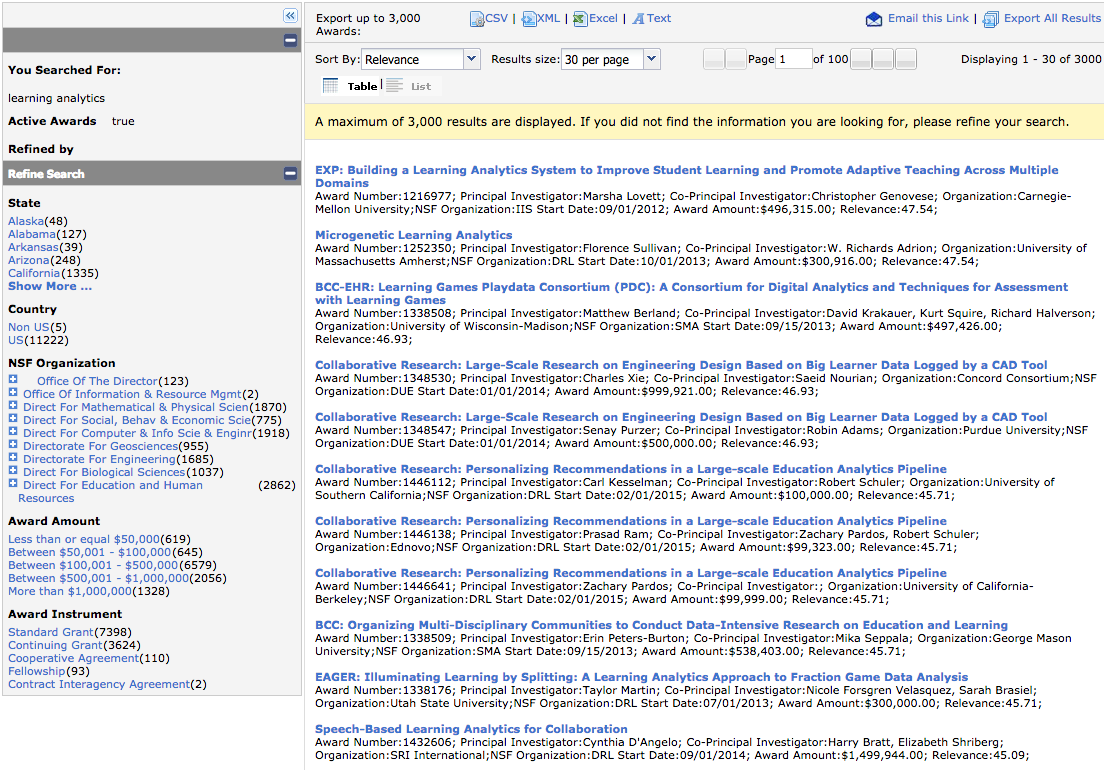 You Searched For:
learning analytics
Active Awards true
Refined by
Refine Search
State
Alaska(48)
Alabama(127)
Arkansas(39)
Arizona(248)
California(1335)
Show More ...
Country
Non US(5)
US(11222)
NSF Organization
Office Of The Director(123)
Office Of Information & Resource Mgmt(2)
Direct For Mathematical & Physical Scien(1870)
Direct For Social, Behav & Economic Scie(775)
Direct For Computer & Info Scie & Enginr(1918)
Directorate For Geosciences(955)
Directorate For Engineering(1685)
Direct For Biological Sciences(1037)
Direct For Education and Human (2862)
Resources
Award Amount
Less than or equal $50,000(619)
Between $50,001 - $100,000(645)
Between $100,001 - $500,000(6579)
Between $500,001 - $1,000,000(2056)
More than $1,000,000(1328)
Award Instrument
Standard Grant(7398)
Continuing Grant(3624)
Cooperative Agreement(110)
Fellowship(93)
Contract Interagency Agreement(2)
Export up to 3,000 CSV | XML | Excel | Text Email this Link | Export All Results
Awards:
Sort By: Relevance Results size: 30 per page Page 1 of 100 Displaying 1 - 30 of 3000
Table | List
A maximum of 3,000 results are displayed. If you did not find the information you are looking for, please refine your search.
EXP: Building a Learning Analytics System to Improve Student Learning and Promote Adaptive Teaching Across Multiple
Domains
Award Number:1216977; Principal Investigator:Marsha Lovett; Co-Principal Investigator:Christopher Genovese; Organization:Carnegie-
Mellon University;NSF Organization:IIS Start Date:09/01/2012; Award Amount:$496,315.00; Relevance:47.54;
Microgenetic Learning Analytics
Award Number:1252350; Principal Investigator:Florence Sullivan; Co-Principal Investigator:W. Richards Adrion; Organization:University of
Massachusetts Amherst;NSF Organization:DRL Start Date:10/01/2013; Award Amount:$300,916.00; Relevance:47.54;
BCC-EHR: Learning Games Playdata Consortium (PDC): A Consortium for Digital Analytics and Techniques for Assessment
with Learning Games
Award Number:1338508; Principal Investigator:Matthew Berland; Co-Principal Investigator:David Krakauer, Kurt Squire, Richard Halverson;
Organization:University of Wisconsin-Madison;NSF Organization:SMA Start Date:09/15/2013; Award Amount:$497,426.00;
Relevance:46.93;
Collaborative Research: Large-Scale Research on Engineering Design Based on Big Learner Data Logged by a CAD Tool
Award Number:1348530; Principal Investigator:Charles Xie; Co-Principal Investigator:Saeid Nourian; Organization:Concord Consortium;NSF
Organization:DUE Start Date:01/01/2014; Award Amount:$999,921.00; Relevance:46.93;
Collaborative Research: Large-Scale Research on Engineering Design Based on Big Learner Data Logged by a CAD Tool
Award Number:1348547; Principal Investigator:Senay Purzer; Co-Principal Investigator:Robin Adams; Organization:Purdue University;NSF
Organization:DUE Start Date:01/01/2014; Award Amount:$500,000.00; Relevance:46.93;
Collaborative Research: Personalizing Recommendations in a Large-scale Education Analytics Pipeline
Award Number:1446112; Principal Investigator:Carl Kesselman; Co-Principal Investigator:Robert Schuler; Organization:University of
Southern California;NSF Organization:DRL Start Date:02/01/2015; Award Amount:$100,000.00; Relevance:45.71;
Collaborative Research: Personalizing Recommendations in a Large-scale Education Analytics Pipeline
Award Number:1446138; Principal Investigator:Prasad Ram; Co-Principal Investigator:Zachary Pardos, Robert Schuler;
Organization:Ednovo;NSF Organization:DRL Start Date:02/01/2015; Award Amount:$99,323.00; Relevance:45.71;
Collaborative Research: Personalizing Recommendations in a Large-scale Education Analytics Pipeline
Award Number:1446641; Principal Investigator:Zachary Pardos; Co-Principal Investigator:; Organization:University of California-
Berkeley;NSF Organization:DRL Start Date:02/01/2015; Award Amount:$99,999.00; Relevance:45.71;
BCC: Organizing Multi-Disciplinary Communities to Conduct Data-Intensive Research on Education and Learning
Award Number:1338509; Principal Investigator:Erin Peters-Burton; Co-Principal Investigator:Mika Seppala; Organization:George Mason
University;NSF Organization:SMA Start Date:09/15/2013; Award Amount:$538,403.00; Relevance:45.71;
EAGER: Illuminating Learning by Splitting: A Learning Analytics Approach to Fraction Game Data Analysis
Award Number:1338176; Principal Investigator:Taylor Martin; Co-Principal Investigator:Nicole Forsgren Velasquez, Sarah Brasiel;
Organization:Utah State University;NSF Organization:DRL Start Date:07/01/2013; Award Amount:$300,000.00; Relevance:45.71;
Speech-Based Learning Analytics for Collaboration
Award Number:1432606; Principal Investigator:Cynthia D'Angelo; Co-Principal Investigator:Harry Bratt, Elizabeth Shriberg;
Organization:SRI International;NSF Organization:DRL Start Date:09/01/2014; Award Amount:$1,499,944.00; Relevance:45.09;